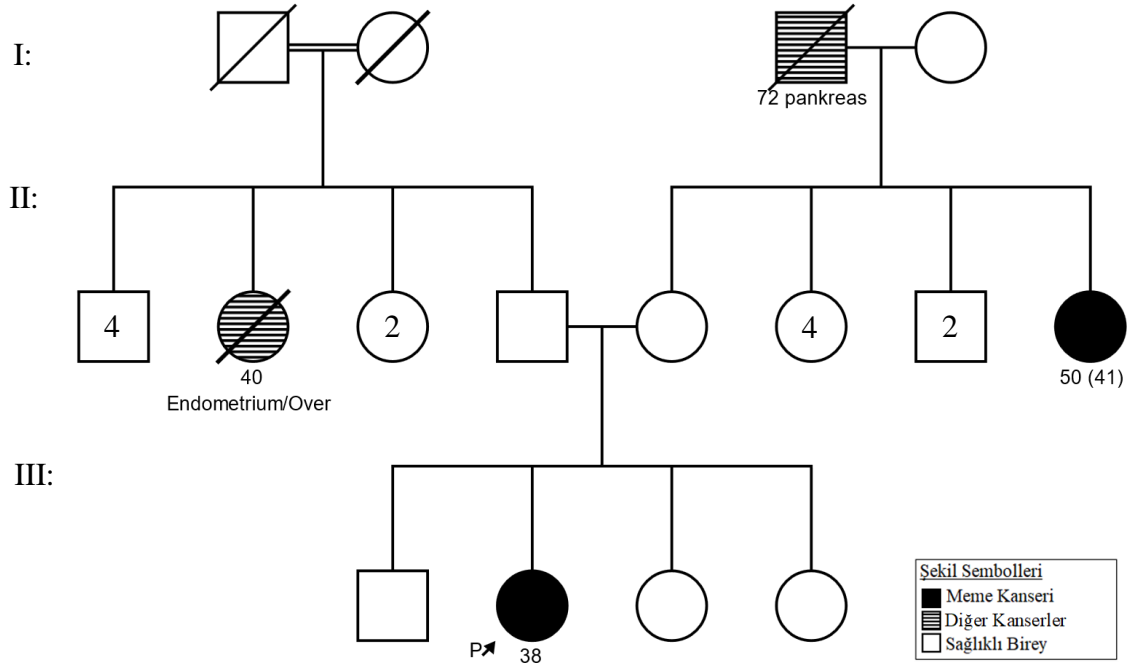 I:
72 pankreas
II:
4
2
4
2
40
Endometrium/Over
50 (41)
III:
P
38
Şekil Sembolleri
Meme Kanseri
Diğer Kanserler
Sağlıklı Birey